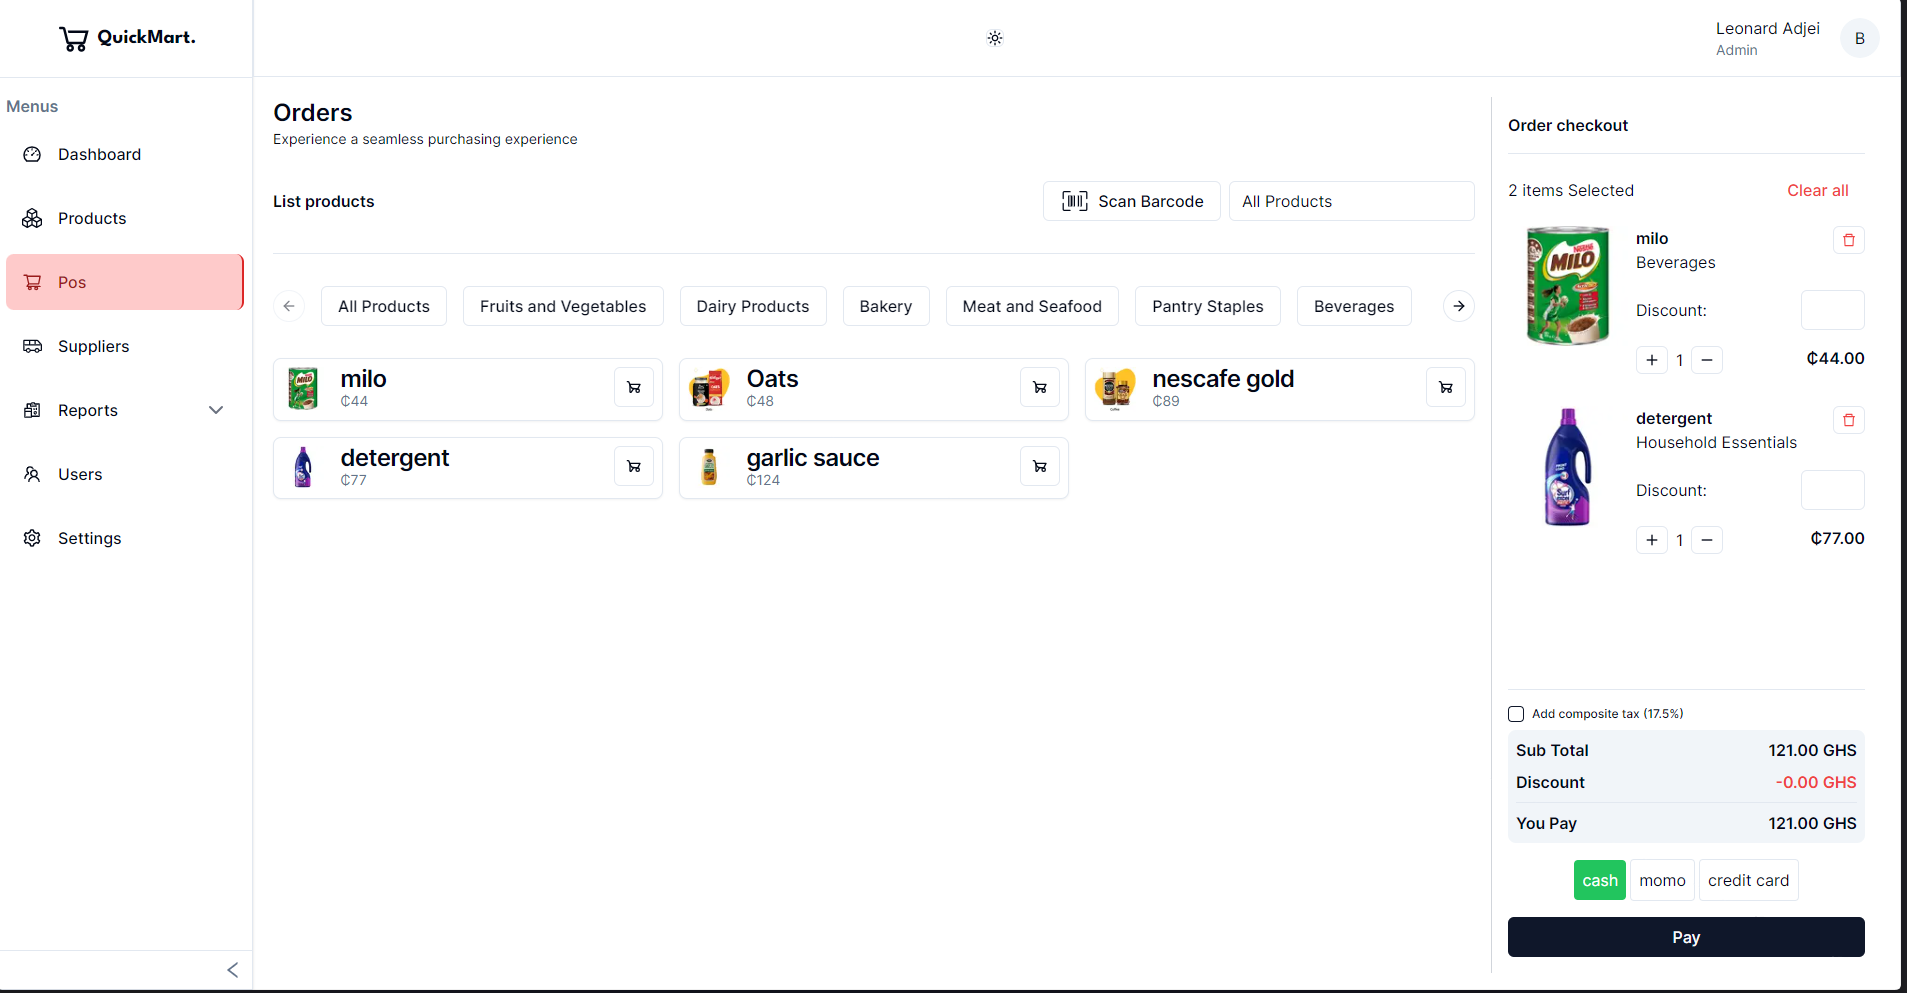 QuickMart.
Leonard Adjei
Admin
B
Menus
Dashboard
Products
Pos
Suppliers
Reports
Users
Settings
Orders
Experience a seamless purchasing experience
List products
Scan Barcode
All Products
All Products
Fruits and Vegetables
Dairy Products
Bakery
Meat and Seafood
Pantry Staples
Beverages
milo
₵44
Oats
₵48
nescafe gold
₵89
detergent
₵77
garlic sauce
₵124
Order checkout
2 items Selected
Clear all
MILO
milo
Beverages
Discount:
1
₵44.00
Surf
detergent
Household Essentials
Discount:
1
₵77.00
Add composite tax (17.5%)
Sub Total 121.00 GHS
Discount -0.00 GHS
You Pay 121.00 GHS
cash
momo
credit card
Pay